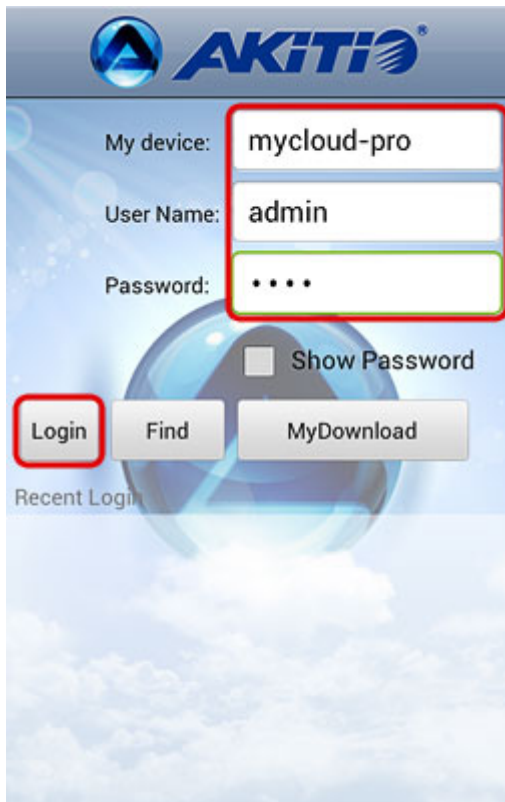 AKiTiO®
My device: mycloud-pro
User Name: admin
Password: ••••
Show Password
Login Find MyDownload
Recent Login